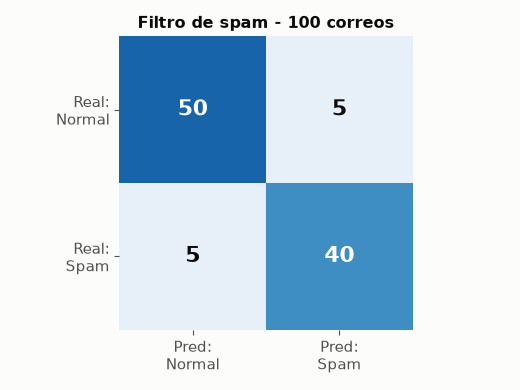 Filtro de spam - 100 correos
Real:
Normal
50
5
Real:
Spam
5
40
Pred:
Normal
Pred:
Spam